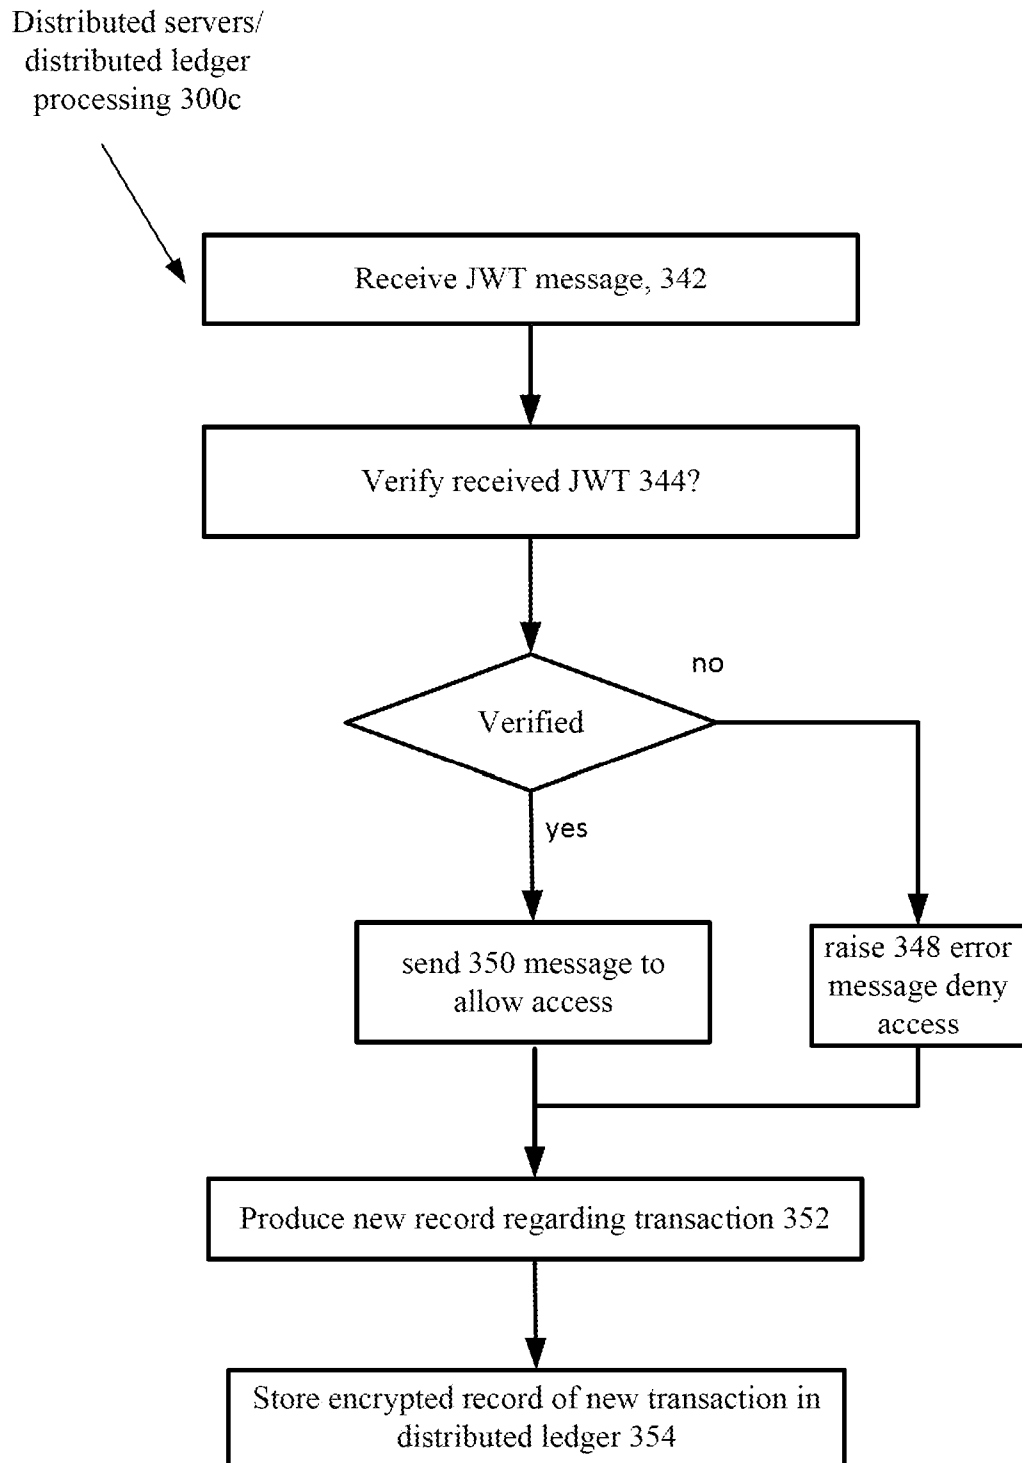 Distributed servers/
distributed ledger
processing 300c
Receive JWT message, 342
Verify received JWT 344?
no
Verified
yes
send 350 message to
allow access
raise 348 error
message deny
access
Produce new record regarding transaction 352
Store encrypted record of new transaction in
distributed ledger 354